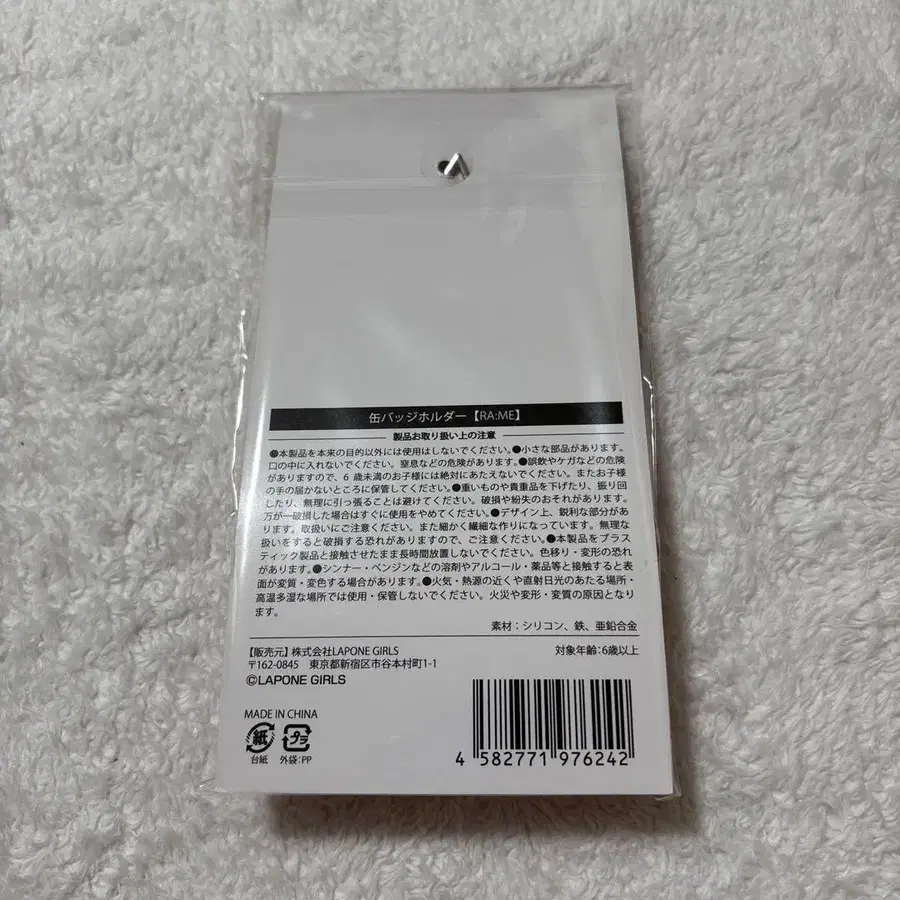 缶バッジホルダー【RA:ME】
製品お取り扱い上の注意
●本製品を本来の目的以外には使用はしないでください。●小さな部品があります。
口の中に入れないでください。窒息などの危険があります。●誤飲やケガなどの危険
がありますので、6 歳未満のお子様には絶対にあたえないでください。またお子様
の手の届かないところに保管してください。●重いものや貴重品を下げたり、振り回
したり、無理に引っ張ることは避けてください。破損や紛失のおそれがあります。
万が一破損した場合はすぐに使用をやめてください。●デザイン上、鋭利な部分があ
ります。取扱いにご注意ください。また細かく繊細な作りになっています。無理な
扱いをすると破損する恐れがありますので、ご注意ください。●本製品をプラス
ティック製品と接触させたまま長時間放置しないでください。色移り・変形の恐れ
があります。●シンナー・ベンジンなどの溶剤やアルコール・薬品等と接触すると表
面が変質・変色する場合があります。●火気・熱源の近くや直射日光のあたる場所・
高温多湿な場所では使用・保管しないでください。火災や変形・変質の原因となり
ます。
素材：シリコン、鉄、亜鉛合金
【販売元】株式会社LAPONE GIRLS
対象年齢:6歳以上
〒162-0845 東京都新宿区市谷本村町1-1
©LAPONE GIRLS
MADE IN CHINA
紙 プラ
台紙 外袋:PP
4 582771 976242